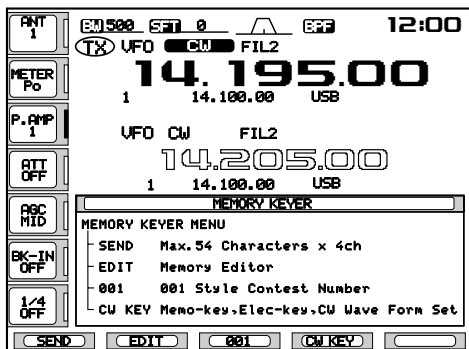 ANT 1
BW 500 SFT 0 BPF 12:00
TX VFO CW FIL2
METER Po
14.195.00
1 14.100.00 USB
P.AMP 1
VFO CW FIL2
ATT OFF
14.205.00
1 14.100.00 USB
AGC MID
MEMORY KEYER
MEMORY KEYER MENU
SEND Max.54 Characters x 4ch
BK-IN OFF
EDIT Memory Editor
001 001 Style Contest Number
1/4 OFF
CW KEY Memo-key,Elec-key,CW Wave Form Set
SEND EDIT 001 CW KEY